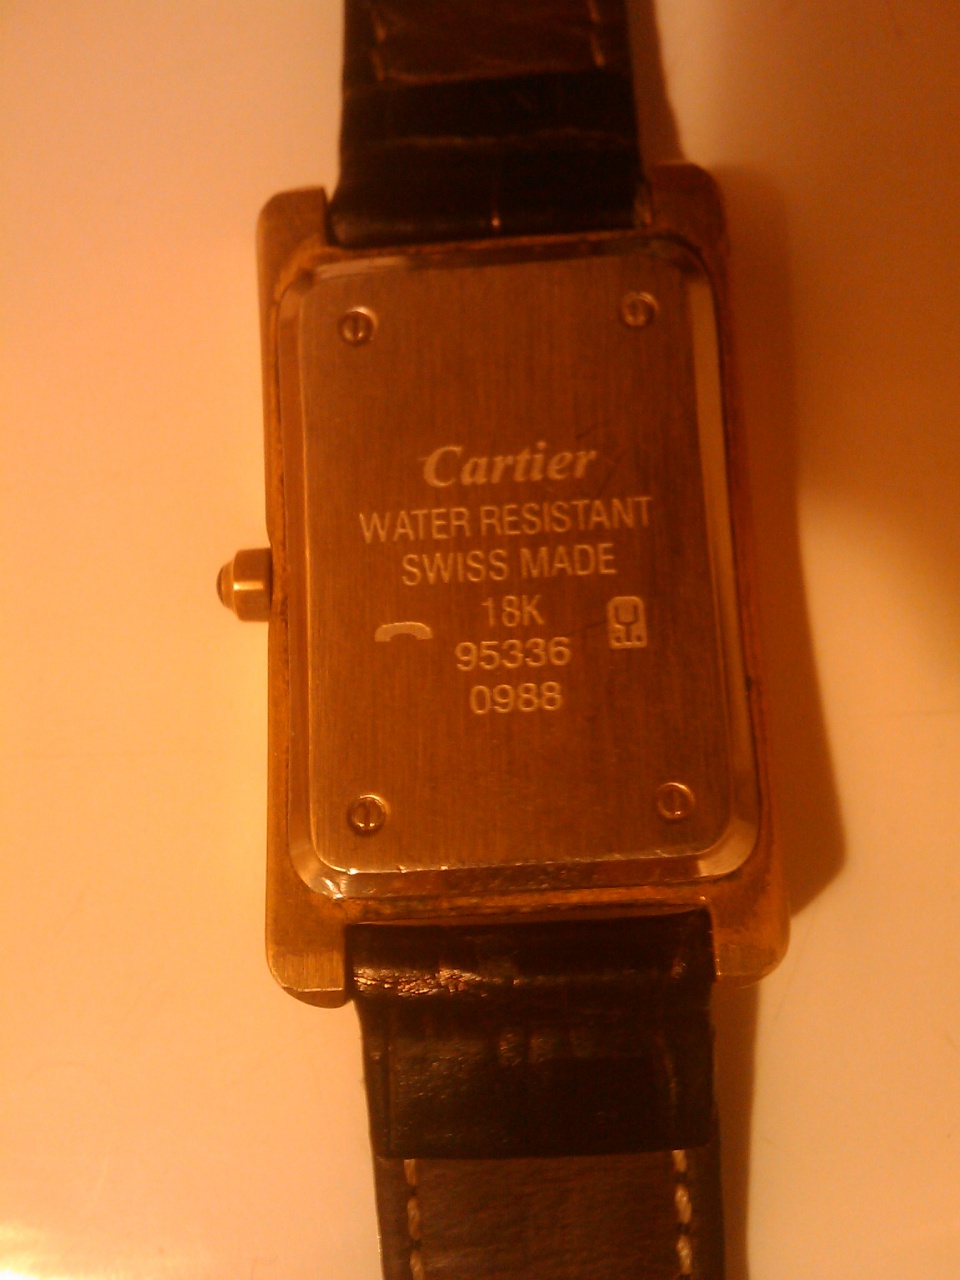 Cartier
WATER RESISTANT
SWISS MADE
18K
95336
0988